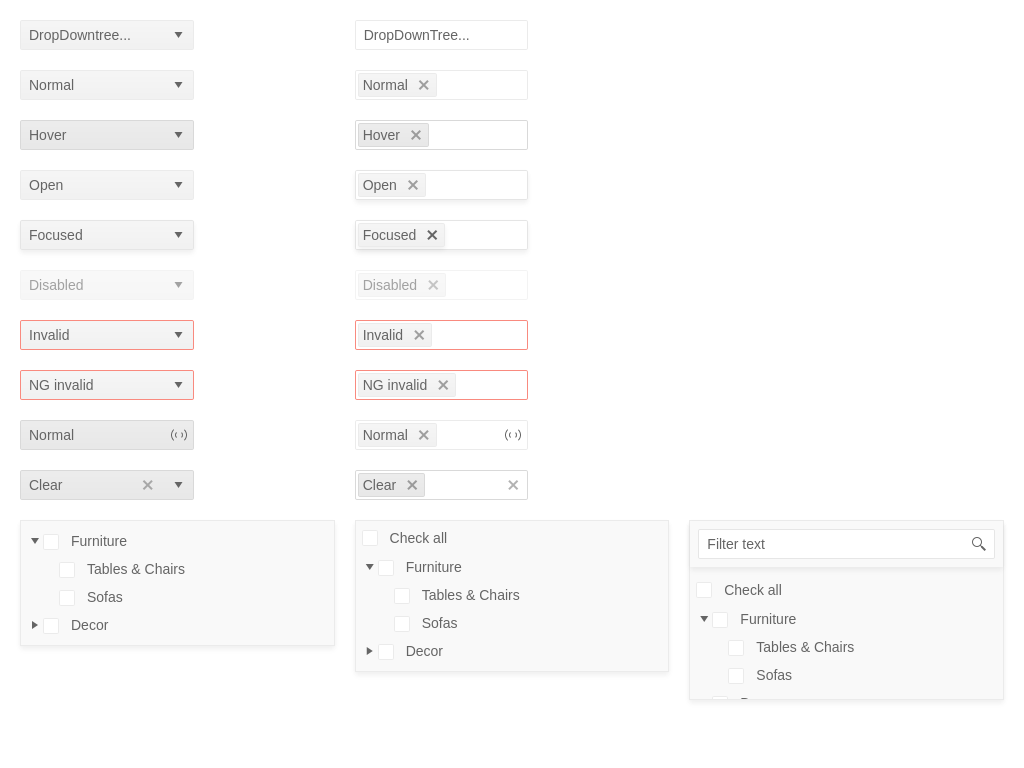 DropDowntree...
DropDownTree...
Normal
Normal
Hover
Hover
Open
Open
Focused
Focused
Disabled
Disabled
Invalid
Invalid
NG invalid
NG invalid
Normal
Normal
Clear
Clear
Furniture
Tables & Chairs
Sofas
Decor
Check all
Furniture
Tables & Chairs
Sofas
Decor
Filter text
Check all
Furniture
Tables & Chairs
Sofas